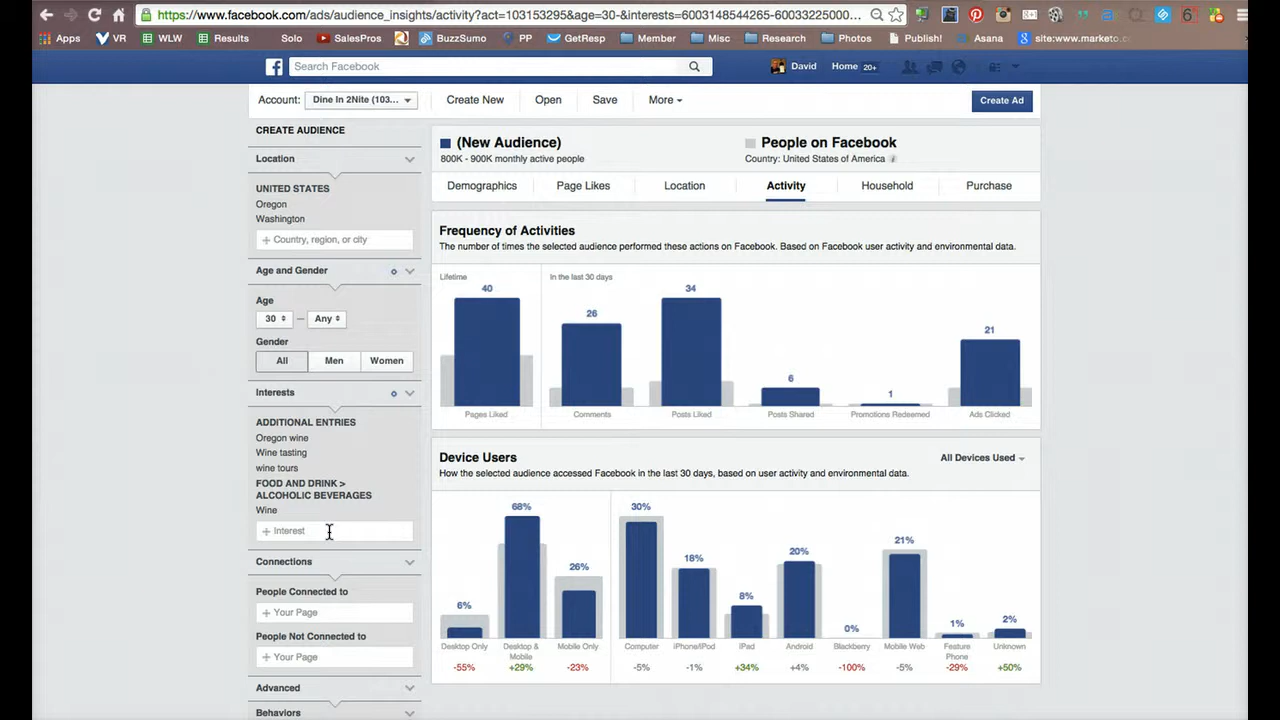 https://www.facebook.com/ads/audience_insights/activity?act=103153295&age=30-&interests=6003148544265-60033225000...
Apps VR WLW Results Solo SalesPros BuzzSumo PP GetResp Member Misc Research Photos Publish! Asana site:www.marketo.c
Search Facebook David Home 20+
Account: Dine In 2Nite (103... Create New Open Save More Create Ad
CREATE AUDIENCE
Location
UNITED STATES
Oregon
Washington
+ Country, region, or city
Age and Gender
Age
30 — Any
Gender
All Men Women
Interests
ADDITIONAL ENTRIES
Oregon wine
Wine tasting
wine tours
FOOD AND DRINK >
ALCOHOLIC BEVERAGES
Wine
+ Interest
Connections
People Connected to
+ Your Page
People Not Connected to
+ Your Page
Advanced
Behaviors
(New Audience)
800K - 900K monthly active people
People on Facebook
Country: United States of America
Demographics Page Likes Location Activity Household Purchase
Frequency of Activities
The number of times the selected audience performed these actions on Facebook. Based on Facebook user activity and environmental data.
Lifetime In the last 30 days
40 26 34 6 1 21
Pages Liked Comments Posts Liked Posts Shared Promotions Redeemed Ads Clicked
Device Users
How the selected audience accessed Facebook in the last 30 days, based on user activity and environmental data.
All Devices Used
6% 68% 26% 30% 18% 8% 20% 0% 21% 1% 2%
Desktop Only Desktop & Mobile Mobile Only Computer iPhone/iPod iPad Android Blackberry Mobile Web Feature Phone Unknown
-55% +29% -23% -5% -1% +34% +4% -100% -5% -29% +50%